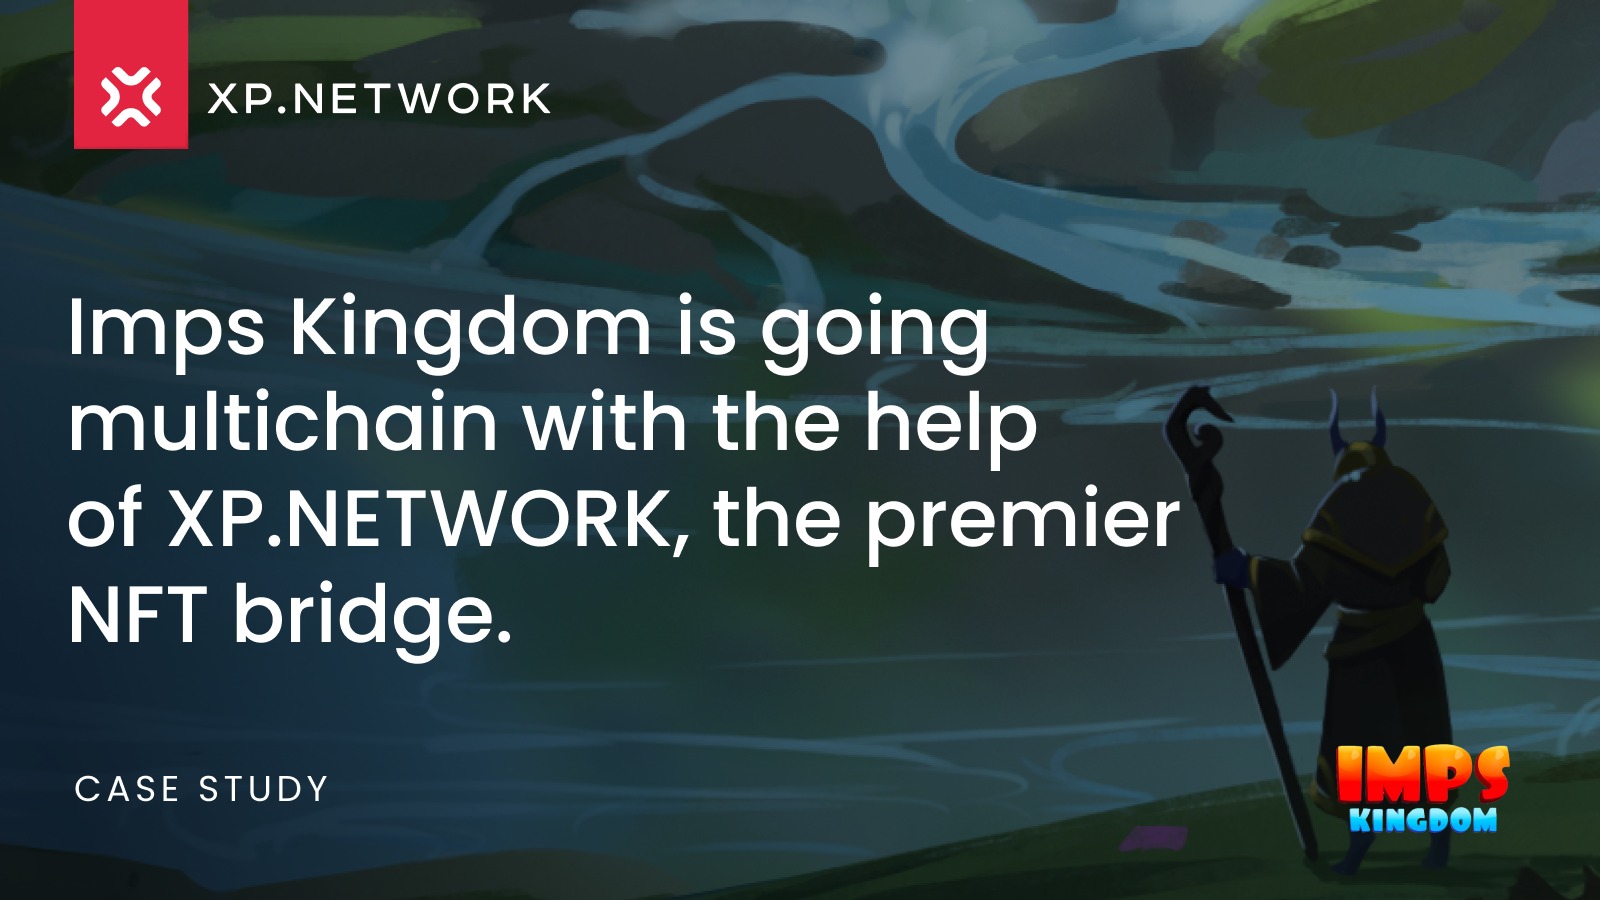 XP.NETWORK
Imps Kingdom is going
multichain with the help
of XP.NETWORK, the premier
NFT bridge.
CASE STUDY
IMPS
KINGDOM